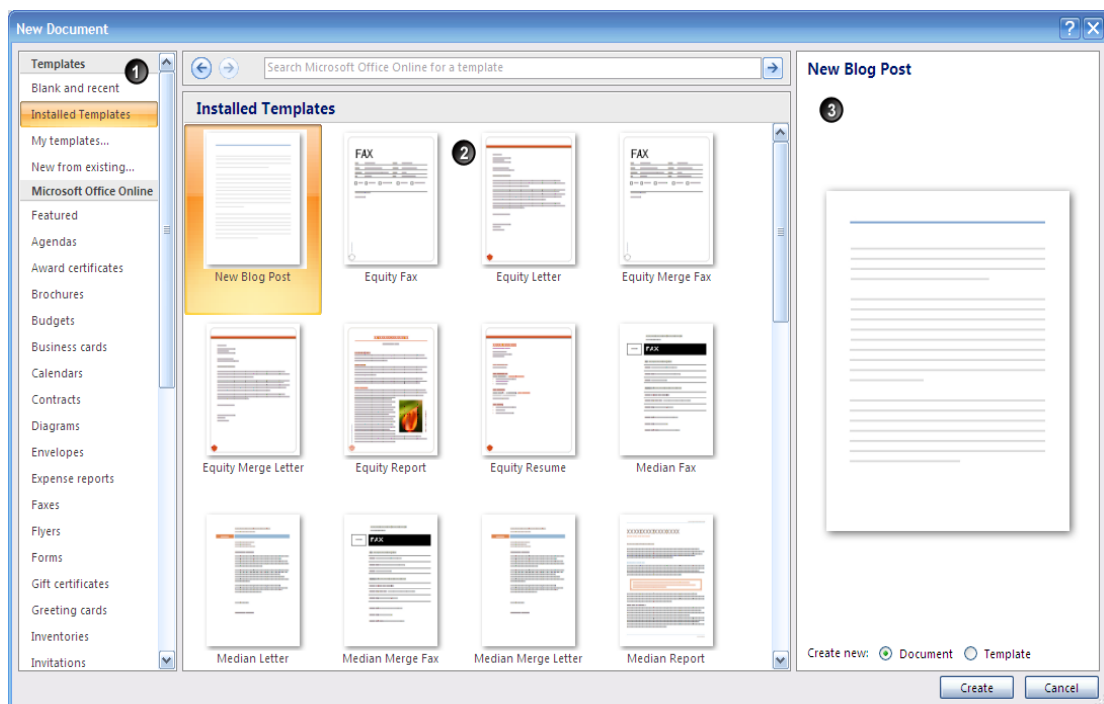 New Document
Templates
1
Blank and recent
Installed Templates
My templates...
New from existing...
Microsoft Office Online
Featured
Agendas
Award certificates
Brochures
Budgets
Business cards
Calendars
Contracts
Diagrams
Envelopes
Expense reports
Faxes
Flyers
Forms
Gift certificates
Greeting cards
Inventories
Invitations
Search Microsoft Office Online for a template
Installed Templates
2
FAX
FAX
New Blog Post
Equity Fax
Equity Letter
Equity Merge Fax
FAX
Equity Merge Letter
Equity Report
Equity Resume
Median Fax
FAX
Median Letter
Median Merge Fax
Median Merge Letter
Median Report
New Blog Post
3
Create new: Document Template
Create Cancel